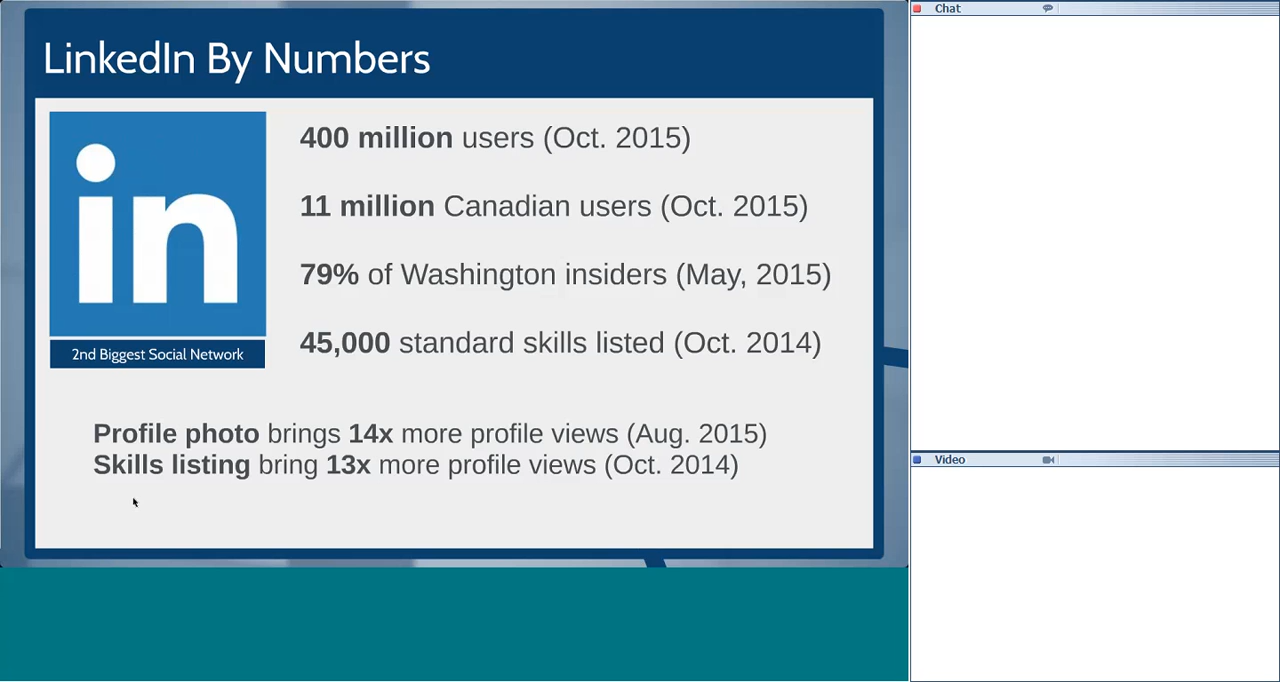 LinkedIn By Numbers
in
2nd Biggest Social Network
400 million users (Oct. 2015)
11 million Canadian users (Oct. 2015)
79% of Washington insiders (May, 2015)
45,000 standard skills listed (Oct. 2014)
Profile photo brings 14x more profile views (Aug. 2015)
Skills listing bring 13x more profile views (Oct. 2014)
Chat
Video